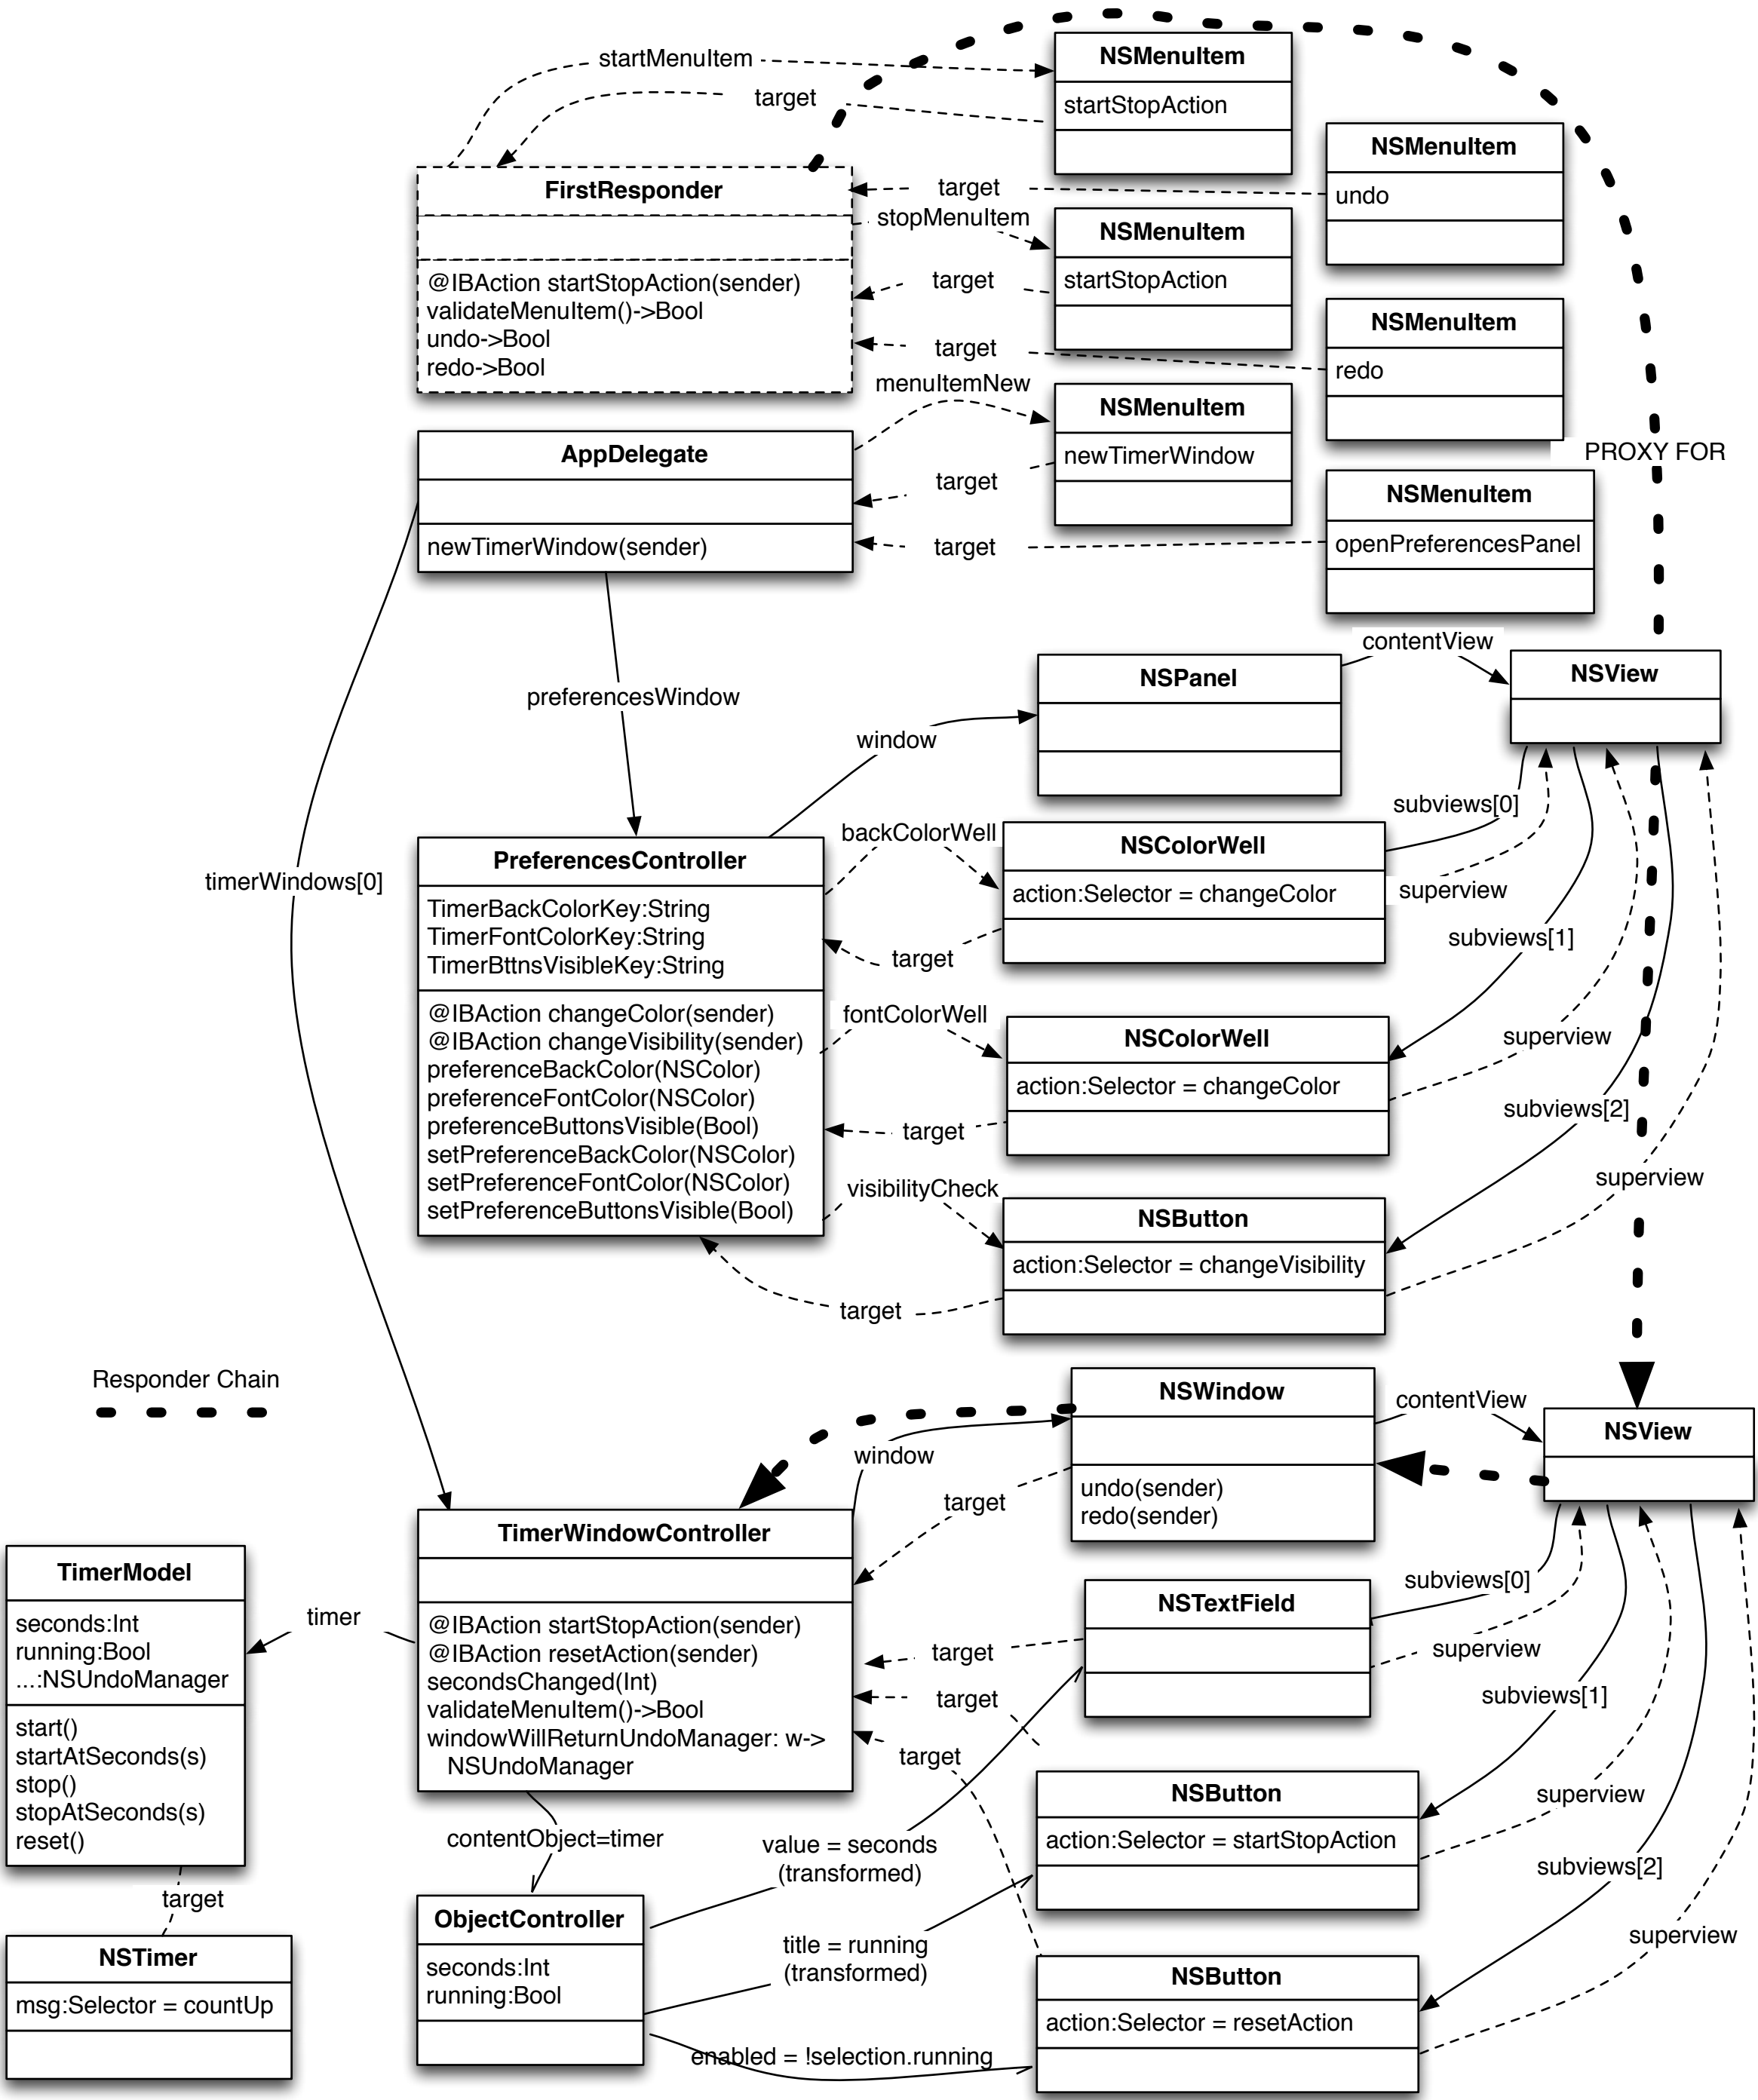 startMenuItem
target
NSMenuItem
startStopAction
NSMenuItem
undo
FirstResponder
@IBAction startStopAction(sender)
validateMenuItem()->Bool
undo->Bool
redo->Bool
target
stopMenuItem
NSMenuItem
startStopAction
target
target
NSMenuItem
redo
menuItemNew
NSMenuItem
newTimerWindow
PROXY FOR
AppDelegate
newTimerWindow(sender)
target
target
NSMenuItem
openPreferencesPanel
preferencesWindow
window
NSPanel
contentView
NSView
timerWindows[0]
PreferencesController
TimerBackColorKey:String
TimerFontColorKey:String
TimerBttnsVisibleKey:String
@IBAction changeColor(sender)
@IBAction changeVisibility(sender)
preferenceBackColor(NSColor)
preferenceFontColor(NSColor)
preferenceButtonsVisible(Bool)
setPreferenceBackColor(NSColor)
setPreferenceFontColor(NSColor)
setPreferenceButtonsVisible(Bool)
backColorWell
target
NSColorWell
action:Selector = changeColor
subviews[0]
superview
subviews[1]
fontColorWell
target
NSColorWell
action:Selector = changeColor
superview
subviews[2]
visibilityCheck
target
NSButton
action:Selector = changeVisibility
superview
Responder Chain
NSWindow
undo(sender)
redo(sender)
contentView
NSView
window
target
TimerWindowController
@IBAction startStopAction(sender)
@IBAction resetAction(sender)
secondsChanged(Int)
validateMenuItem()->Bool
windowWillReturnUndoManager: w->
NSUndoManager
TimerModel
seconds:Int
running:Bool
...:NSUndoManager
start()
startAtSeconds(s)
stop()
stopAtSeconds(s)
reset()
timer
target
target
target
NSTextField
subviews[0]
superview
subviews[1]
NSButton
action:Selector = startStopAction
superview
subviews[2]
contentObject=timer
value = seconds
(transformed)
target
NSTimer
msg:Selector = countUp
ObjectController
seconds:Int
running:Bool
title = running
(transformed)
enabled = !selection.running
NSButton
action:Selector = resetAction
superview